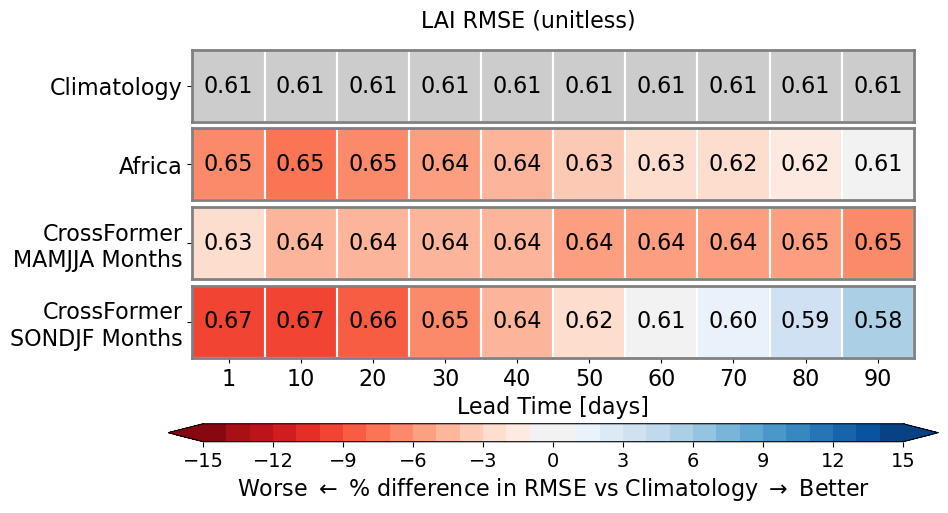 LAI RMSE (unitless)
Climatology 0.61 0.61 0.61 0.61 0.61 0.61 0.61 0.61 0.61 0.61
Africa 0.65 0.65 0.65 0.64 0.64 0.63 0.63 0.62 0.62 0.61
CrossFormer
MAMJJA Months 0.63 0.64 0.64 0.64 0.64 0.64 0.64 0.64 0.65 0.65
CrossFormer
SONDJF Months 0.67 0.67 0.66 0.65 0.64 0.62 0.61 0.60 0.59 0.58
1 10 20 30 40 50 60 70 80 90
Lead Time [days]
−15 −12 −9 −6 −3 0 3 6 9 12 15
Worse ← % difference in RMSE vs Climatology → Better